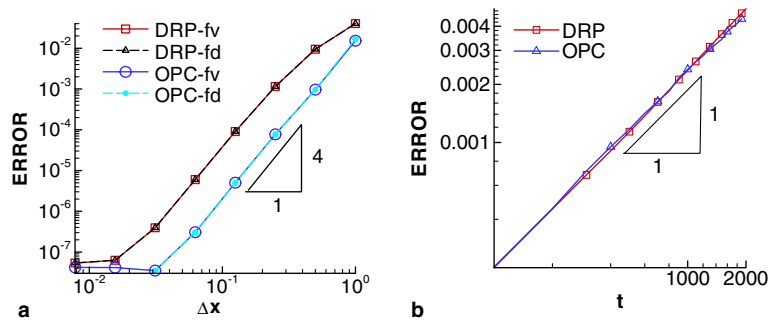 ERROR
10^-2
10^-3
10^-4
10^-5
10^-6
10^-7
DRP-fv
DRP-fd
OPC-fv
OPC-fd
4
1
10^-2
10^-1
10^0
Δx
a
ERROR
0.004
0.003
0.002
0.001
DRP
OPC
1
1
1000
2000
t
b